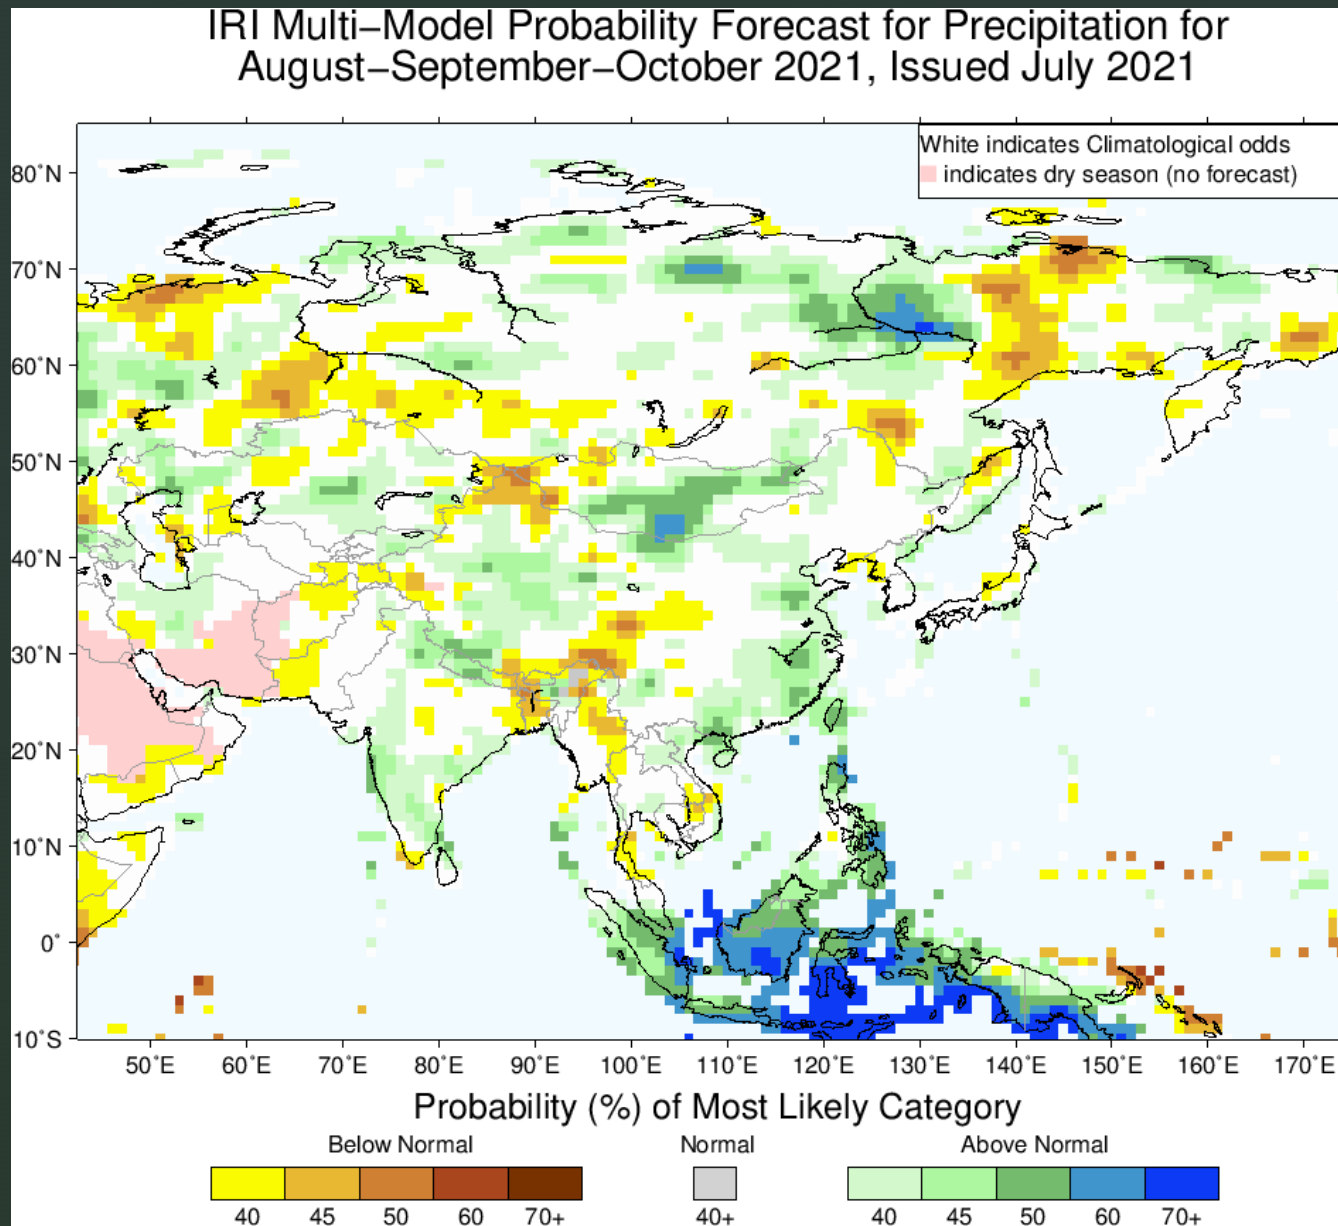 IRI Multi−Model Probability Forecast for Precipitation for
August−September−October 2021, Issued July 2021
White indicates Climatological odds
indicates dry season (no forecast)
80˚N
70˚N
60˚N
50˚N
40˚N
30˚N
20˚N
10˚N
0˚
10˚S
50˚E 60˚E 70˚E 80˚E 90˚E 100˚E 110˚E 120˚E 130˚E 140˚E 150˚E 160˚E 170˚E
Probability (%) of Most Likely Category
Below Normal Normal Above Normal
40 45 50 60 70+ 40+ 40 45 50 60 70+